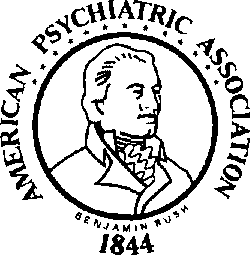 AMERICAN PSYCHIATRIC ASSOCIATION
BENJAMIN RUSH
1844